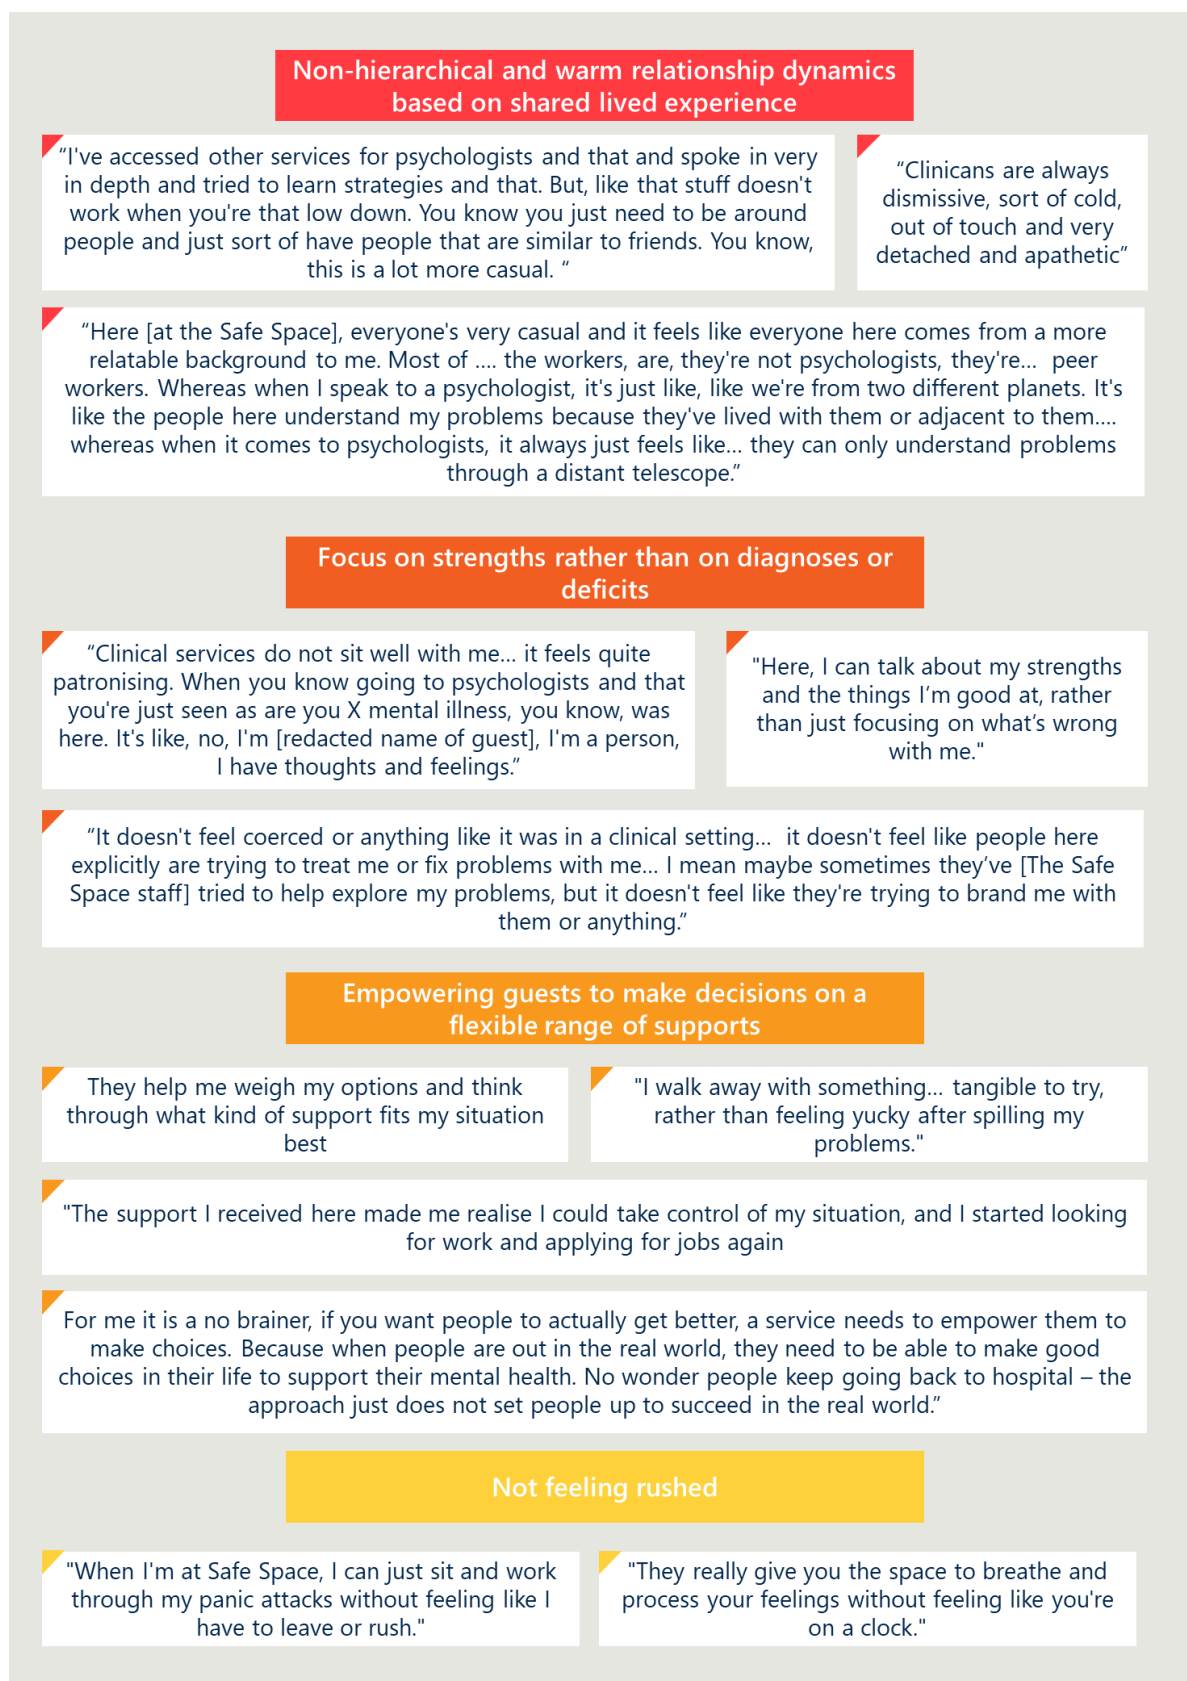 Non-hierarchical and warm relationship dynamics
based on shared lived experience
“I've accessed other services for psychologists and that and spoke in very
in depth and tried to learn strategies and that. But, like that stuff doesn't
work when you're that low down. You know you just need to be around
people and just sort of have people that are similar to friends. You know,
this is a lot more casual. “
“Clinicians are always
dismissive, sort of cold,
out of touch and very
detached and apathetic”
“Here [at the Safe Space], everyone's very casual and it feels like everyone here comes from a more
relatable background to me. Most of .... the workers, are, they're not psychologists, they're... peer
workers. Whereas when I speak to a psychologist, it's just like, like we're from two different planets. It's
like the people here understand my problems because they've lived with them or adjacent to them....
whereas when it comes to psychologists, it always just feels like... they can only understand problems
through a distant telescope.”
Focus on strengths rather than on diagnoses or
deficits
“Clinical services do not sit well with me... it feels quite
patronising. When you know going to psychologists and that
you're just seen as are you X mental illness, you know, was
here. It's like, no, I'm [redacted name of guest], I'm a person,
I have thoughts and feelings.”
"Here, I can talk about my strengths
and the things I’m good at, rather
than just focusing on what’s wrong
with me."
“It doesn't feel coerced or anything like it was in a clinical setting... it doesn't feel like people here
explicitly are trying to treat me or fix problems with me... I mean maybe sometimes they’ve [The Safe
Space staff] tried to help explore my problems, but it doesn't feel like they're trying to brand me with
them or anything.”
Empowering guests to make decisions on a
flexible range of supports
They help me weigh my options and think
through what kind of support fits my situation
best
"I walk away with something... tangible to try,
rather than feeling yucky after spilling my
problems."
"The support I received here made me realise I could take control of my situation, and I started looking
for work and applying for jobs again
For me it is a no brainer, if you want people to actually get better, a service needs to empower them to
make choices. Because when people are out in the real world, they need to be able to make good
choices in their life to support their mental health. No wonder people keep going back to hospital – the
approach just does not set people up to succeed in the real world.”
Not feeling rushed
"When I'm at Safe Space, I can just sit and work
through my panic attacks without feeling like I
have to leave or rush."
"They really give you the space to breathe and
process your feelings without feeling like you're
on a clock."